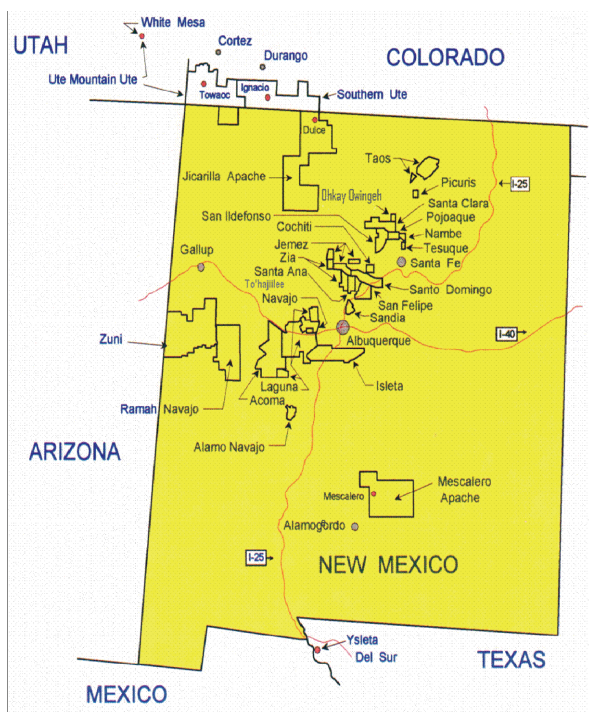 White Mesa
UTAH
Cortez
Durango
COLORADO
Ute Mountain Ute
Towaoc
Ignacio
Southern Ute
Dulce
Taos
Jicarilla Apache
Picuris
I-25
Ohkay Owingeh
Santa Clara
San Ildefonso
Pojoaque
Cochiti
Nambe
Jemez
Tesuque
Gallup
Zia
Santa Fe
Santa Ana
To'hajiilee
Santo Domingo
Navajo
San Felipe
Sandia
Zuni
I-40
Albuquerque
Laguna
Isleta
Ramah Navajo
Acoma
Alamo Navajo
ARIZONA
Mescalero
Mescalero
Apache
Alamogordo
I-25
NEW MEXICO
Ysleta
Del Sur
TEXAS
MEXICO